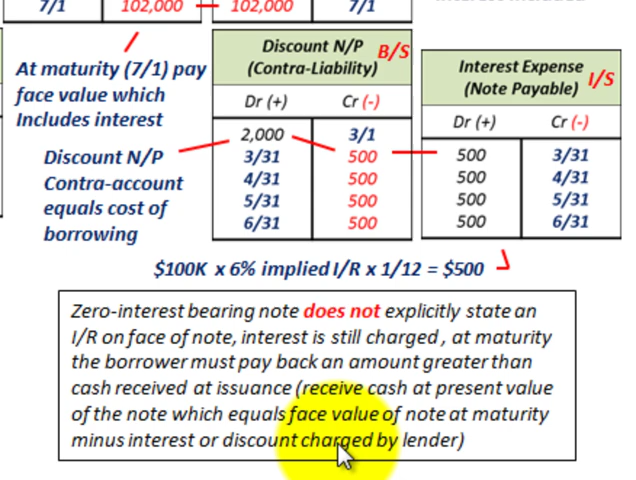 7/1 102,000 102,000 7/1
Discount N/P B/S
(Contra-Liability)
Dr (+) Cr (-)
2,000 3/1
3/31 500
4/31 500
5/31 500
6/31 500
Interest Expense
(Note Payable) I/S
Dr (+) Cr (-)
500 3/31
500 4/31
500 5/31
500 6/31
At maturity (7/1) pay
face value which
Includes interest
Discount N/P
Contra-account
equals cost of
borrowing
$100K x 6% implied I/R x 1/12 = $500
Zero-interest bearing note does not explicitly state an
I/R on face of note, interest is still charged , at maturity
the borrower must pay back an amount greater than
cash received at issuance (receive cash at present value
of the note which equals face value of note at maturity
minus interest or discount charged by lender)